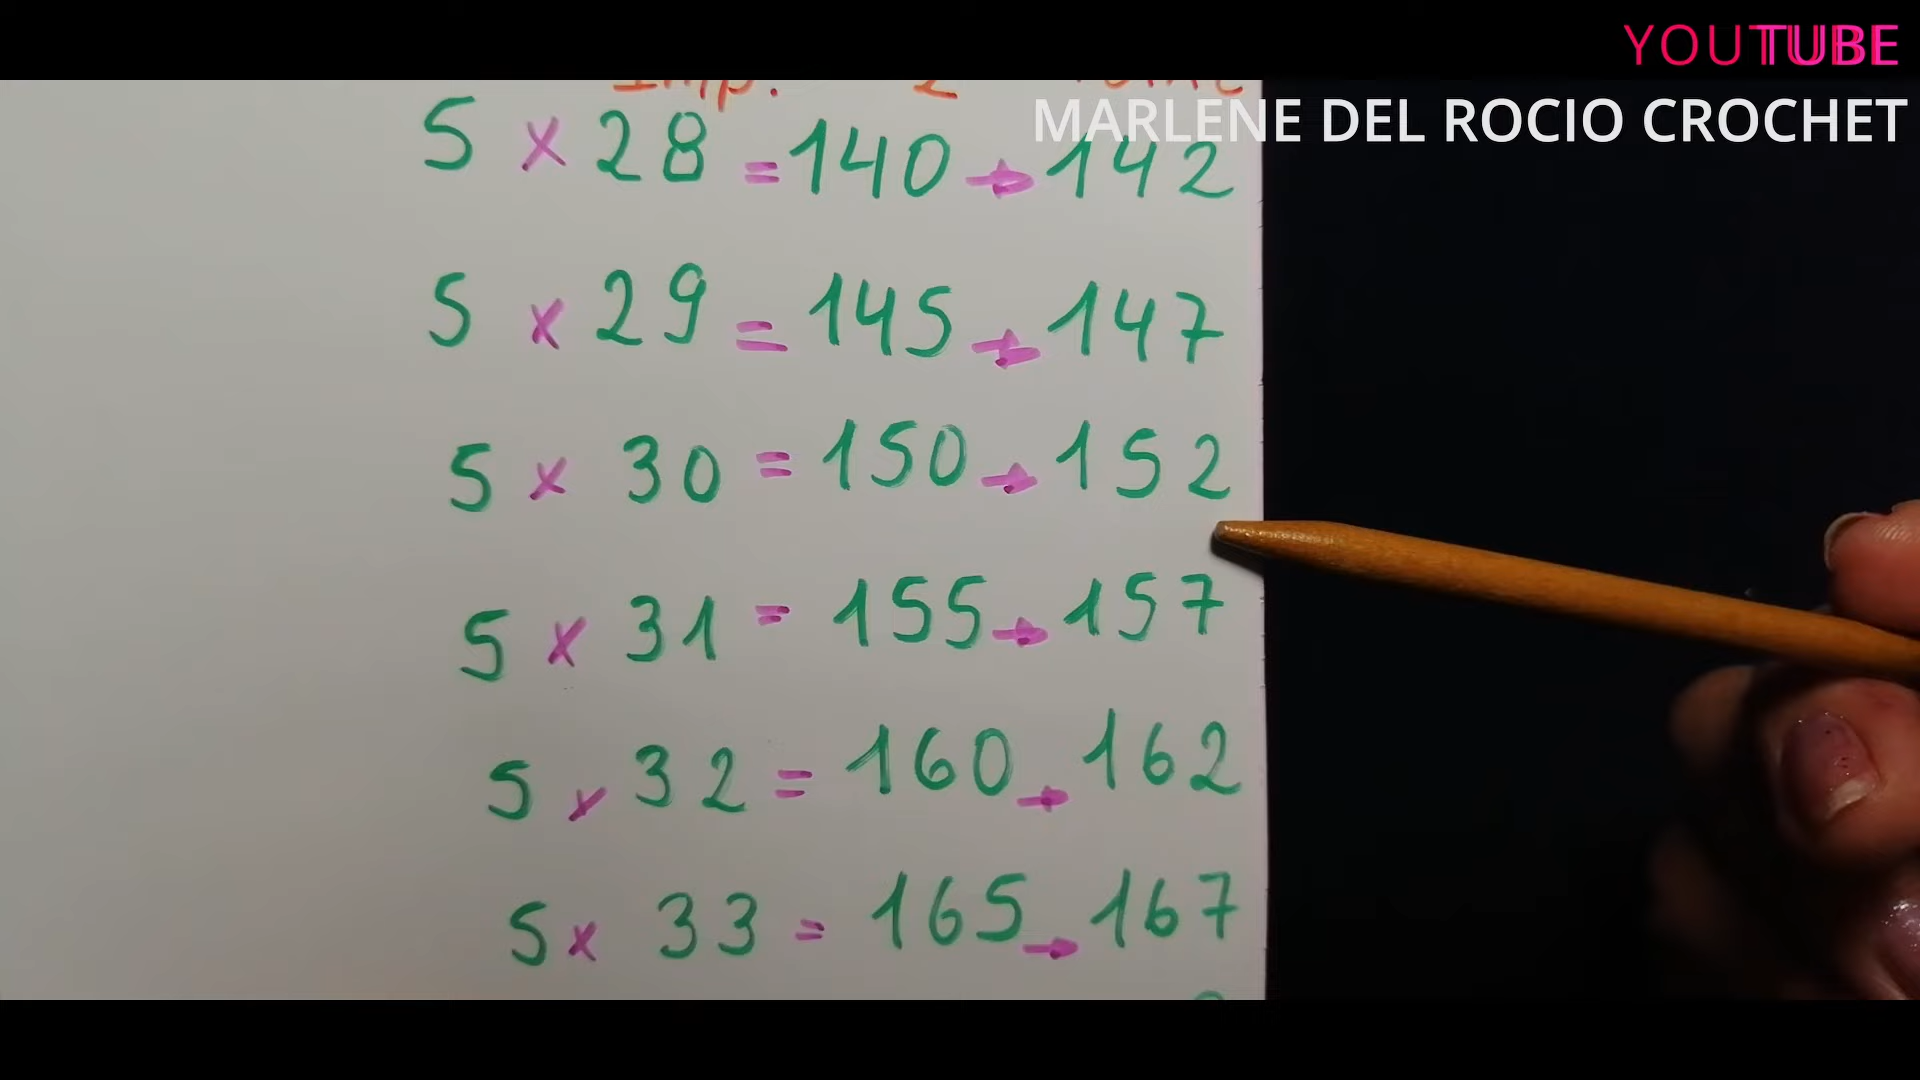 YOUTUBE
MARLENE DEL ROCIO CROCHET
5 x 28 = 140 → 142
5 x 29 = 145 → 147
5 x 30 = 150 → 152
5 x 31 = 155 → 157
5 x 32 = 160 → 162
5 x 33 = 165 → 167